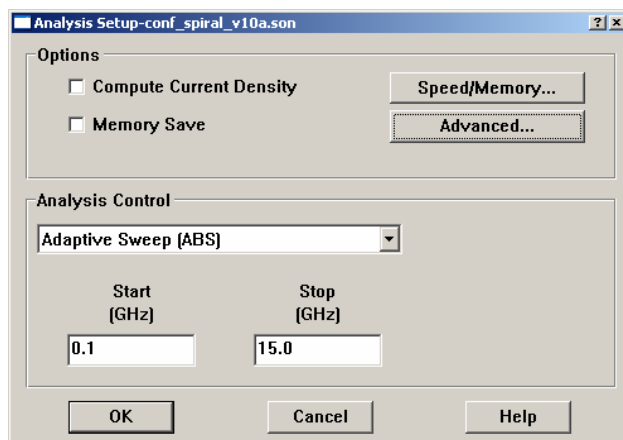 Analysis Setup-conf_spiral_v10a.son
Options
Compute Current Density
Speed/Memory...
Memory Save
Advanced...
Analysis Control
Adaptive Sweep (ABS)
Start Stop
(GHz) (GHz)
0.1 15.0
OK Cancel Help